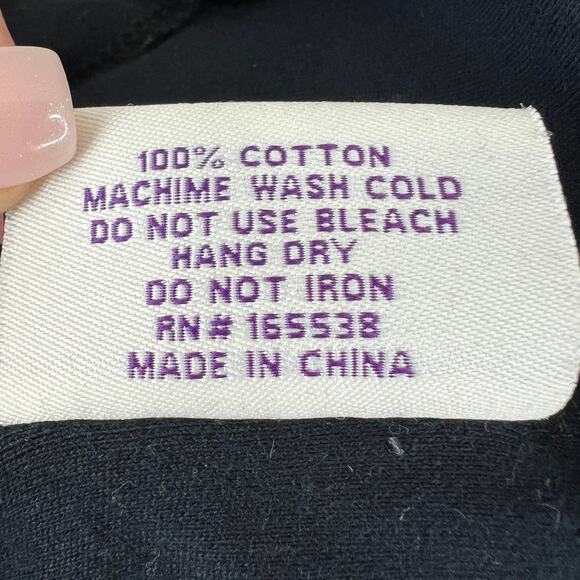 100% COTTON
MACHIME WASH COLD
DO NOT USE BLEACH
HANG DRY
DO NOT IRON
RN# 165538
MADE IN CHINA